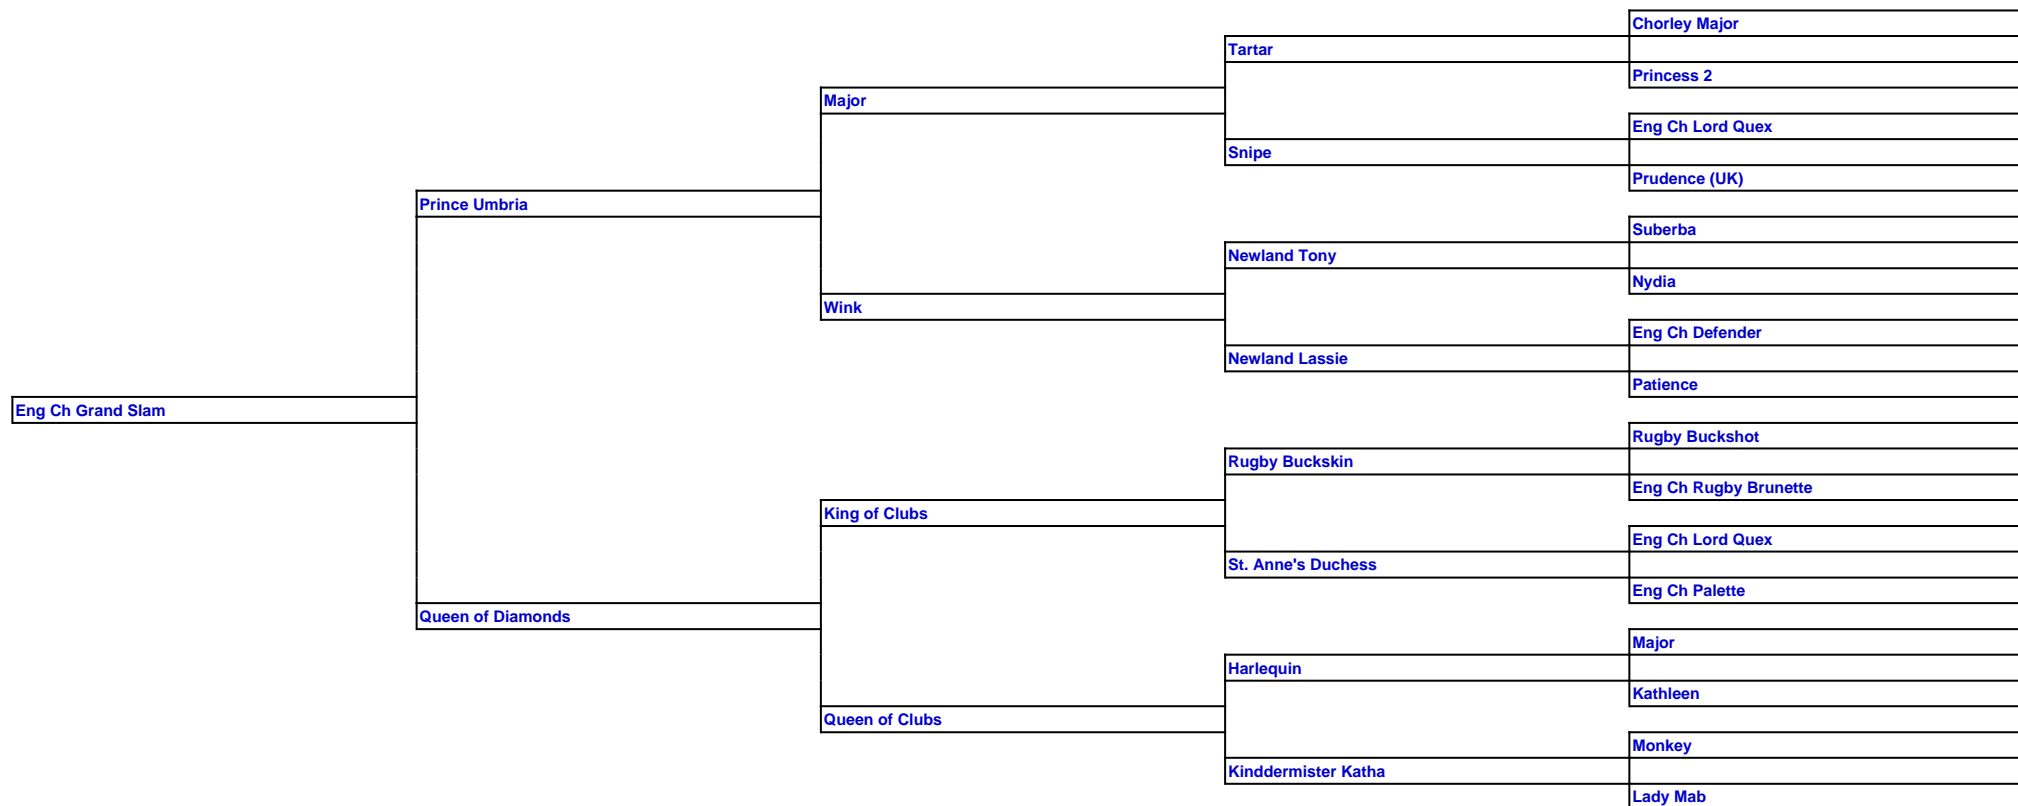 Chorley Major
Tartar
Princess 2
Major
Eng Ch Lord Quex
Snipe
Prudence (UK)
Prince Umbria
Suberba
Newland Tony
Nydia
Wink
Eng Ch Defender
Newland Lassie
Patience
Eng Ch Grand Slam
Rugby Buckshot
Rugby Buckskin
Eng Ch Rugby Brunette
King of Clubs
Eng Ch Lord Quex
St. Anne's Duchess
Eng Ch Palette
Queen of Diamonds
Major
Harlequin
Kathleen
Queen of Clubs
Monkey
Kinddermister Katha
Lady Mab